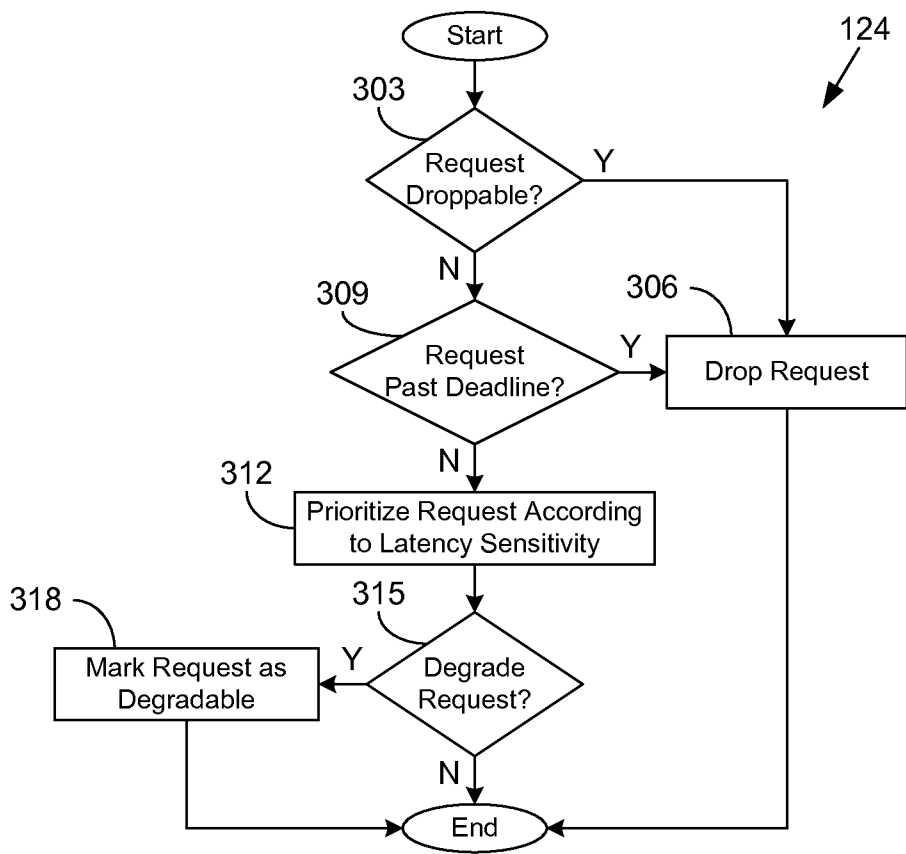 Start
124
303
Request
Droppable?
Y
N
309
306
Request
Past Deadline?
Y
Drop Request
N
312
Prioritize Request According
to Latency Sensitivity
315
318
Mark Request as
Degradable
Y
Degrade
Request?
N
End